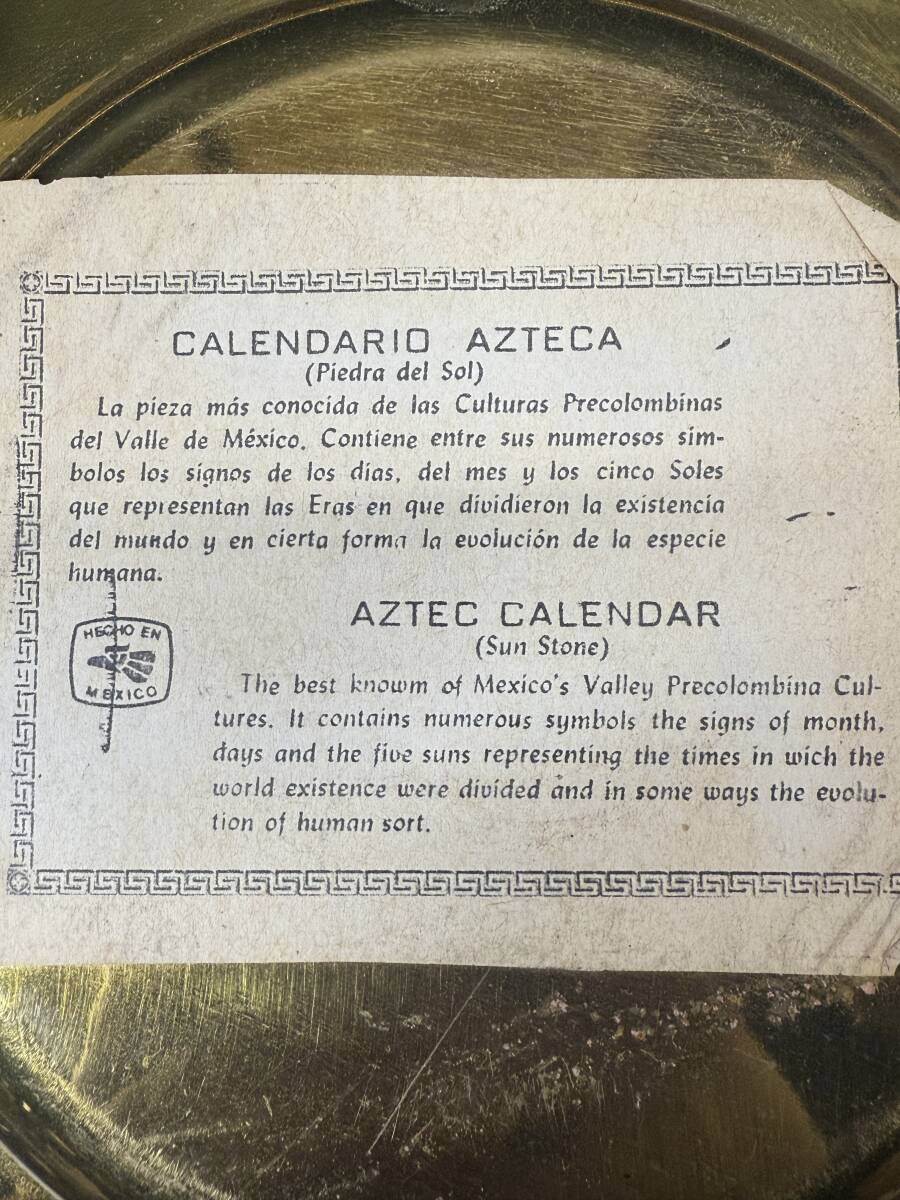 CALENDARIO AZTECA
(Piedra del Sol)
La pieza más conocida de las Culturas Precolombinas
del Valle de México. Contiene entre sus numerosos sím-
bolos los signos de los días, del mes y los cinco Soles
que representan las Eras en que dividieron la existencia
del mundo y en cierta forma la evolución de la especie
humana.
HECHO EN
MEXICO
AZTEC CALENDAR
(Sun Stone)
The best knowm of Mexico's Valley Precolombina Cul-
tures. It contains numerous symbols the signs of month,
days and the five suns representing the times in wich the
world existence were divided and in some ways the evolu-
tion of human sort.